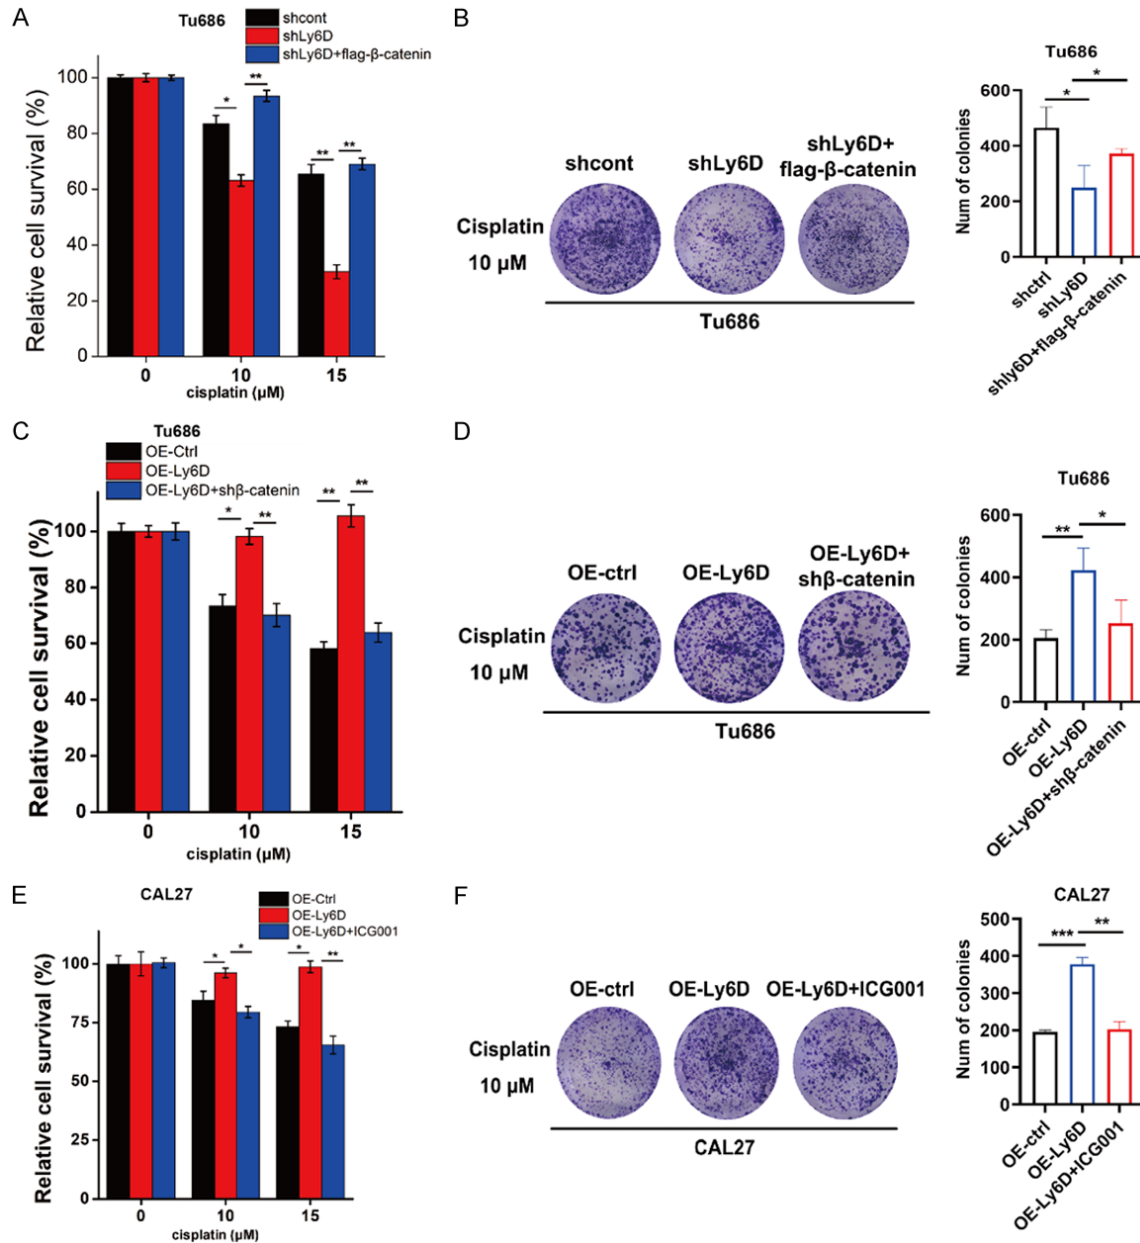 A
Tu686
shcont
shLy6D
shLy6D+flag-β-catenin
Relative cell survival (%)
100
80
60
40
20
0
* ** ** **
0 10 15
cisplatin (μM)
B
shcont shLy6D shLy6D+
flag-β-catenin
Cisplatin
10 μM
Tu686
Tu686
Num of colonies
600
400
200
0
* *
shctrl
shLy6D
shly6D+flag-β-catenin
C
Tu686
OE-Ctrl
OE-Ly6D
OE-Ly6D+shβ-catenin
Relative cell survival (%)
100
80
60
40
20
0
* ** ** **
0 10 15
cisplatin (μM)
D
OE-ctrl OE-Ly6D OE-Ly6D+
shβ-catenin
Cisplatin
10 μM
Tu686
Tu686
Num of colonies
600
400
200
0
** *
OE-ctrl
OE-Ly6D
OE-Ly6D+shβ-catenin
E
CAL27
OE-Ctrl
OE-Ly6D
OE-Ly6D+ICG001
Relative cell survival (%)
100
75
50
25
0
* * * **
0 10 15
cisplatin (μM)
F
OE-ctrl OE-Ly6D OE-Ly6D+ICG001
Cisplatin
10 μM
CAL27
CAL27
Num of colonies
500
400
300
200
100
0
*** **
OE-ctrl
OE-Ly6D
OE-Ly6D+ICG001